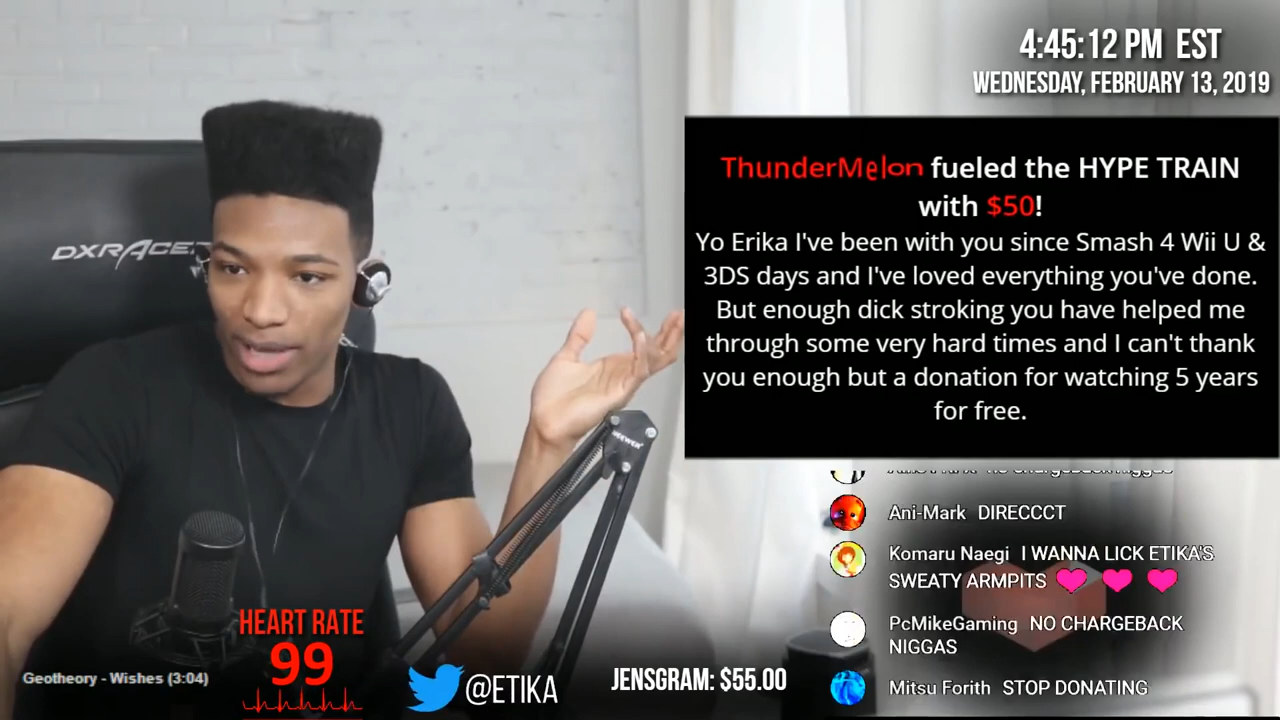 4:45:12 PM EST
WEDNESDAY, FEBRUARY 13, 2019
ThunderMelon fueled the HYPE TRAIN
with $50!
Yo Erika I've been with you since Smash 4 Wii U &
3DS days and I've loved everything you've done.
But enough dick stroking you have helped me
through some very hard times and I can't thank
you enough but a donation for watching 5 years
for free.
DXRACER
NEEWER
Ani-Mark DIRECCCT
Komaru Naegi I WANNA LICK ETIKA'S
SWEATY ARMPITS
PcMikeGaming NO CHARGEBACK
NIGGAS
Mitsu Forith STOP DONATING
HEART RATE
99
Geotheory - Wishes (3:04)
@ETIKA
JENSGRAM: $55.00